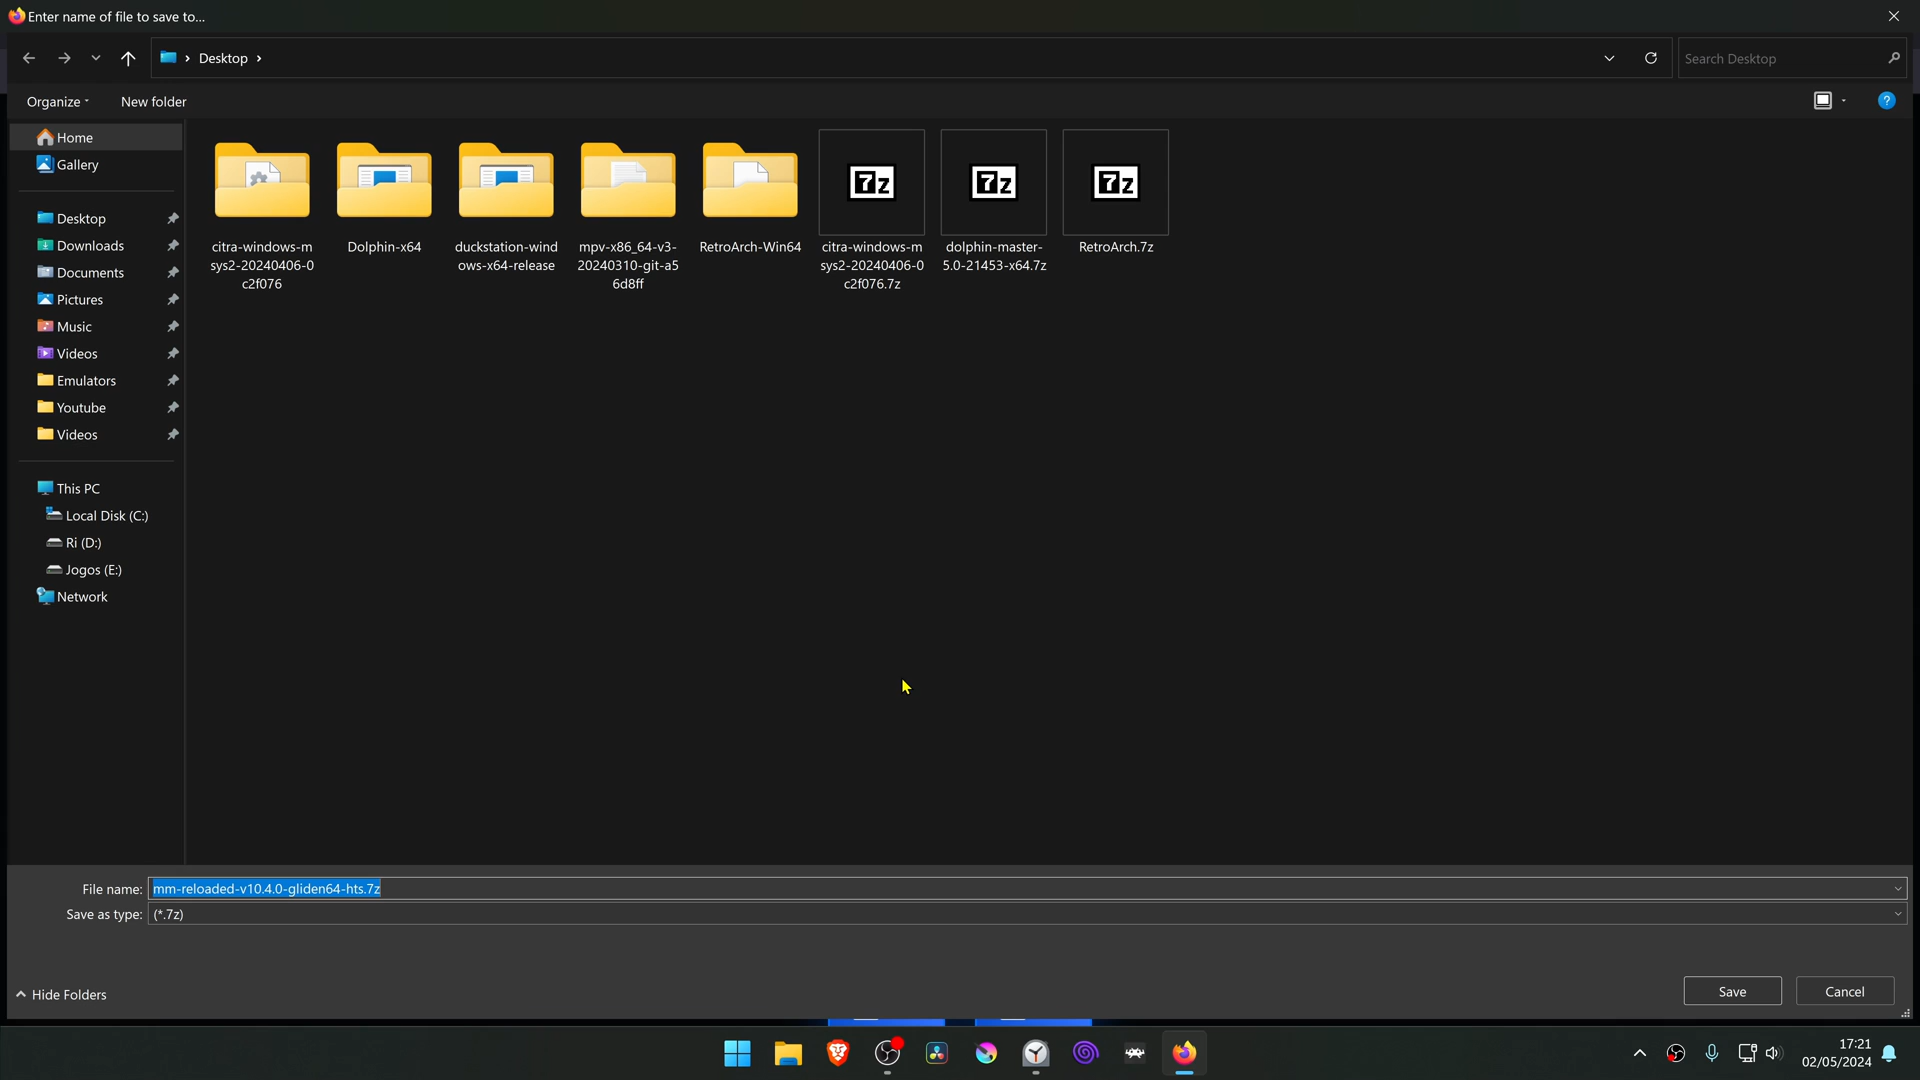 Enter name of file to save to...
Desktop
Search Desktop
Organize
New folder
Home
Gallery
Desktop
Downloads
Documents
Pictures
Music
Videos
Emulators
Youtube
Videos
This PC
Local Disk (C:)
Ri (D:)
Jogos (E:)
Network
citra-windows-m
sys2-20240406-0
c2f076
Dolphin-x64
duckstation-wind
ows-x64-release
mpv-x86_64-v3-
20240310-git-a5
6d8ff
RetroArch-Win64
7z
citra-windows-m
sys2-20240406-0
c2f076.7z
7z
dolphin-master-
5.0-21453-x64.7z
7z
RetroArch.7z
File name: mm-reloaded-v10.4.0-gliden64-hts.7z
Save as type: (*.7z)
Hide Folders
Save
Cancel
17:21
02/05/2024